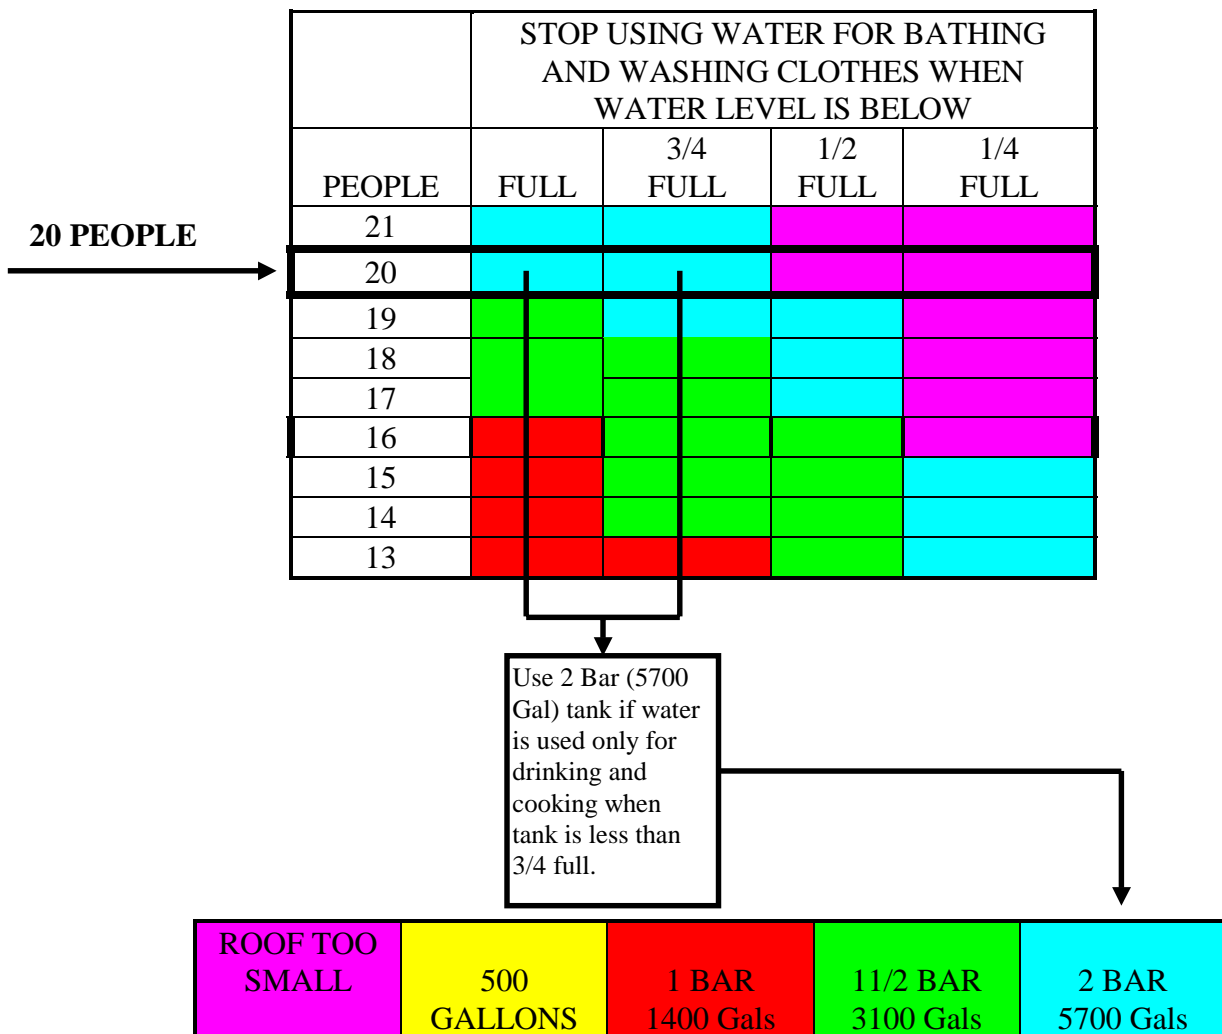 STOP USING WATER FOR BATHING
AND WASHING CLOTHES WHEN
WATER LEVEL IS BELOW
PEOPLE
FULL
3/4
FULL
1/2
FULL
1/4
FULL
20 PEOPLE
21
20
19
18
17
16
15
14
13
Use 2 Bar (5700
Gal) tank if water
is used only for
drinking and
cooking when
tank is less than
3/4 full.
ROOF TOO
SMALL
500
GALLONS
1 BAR
1400 Gals
11/2 BAR
3100 Gals
2 BAR
5700 Gals